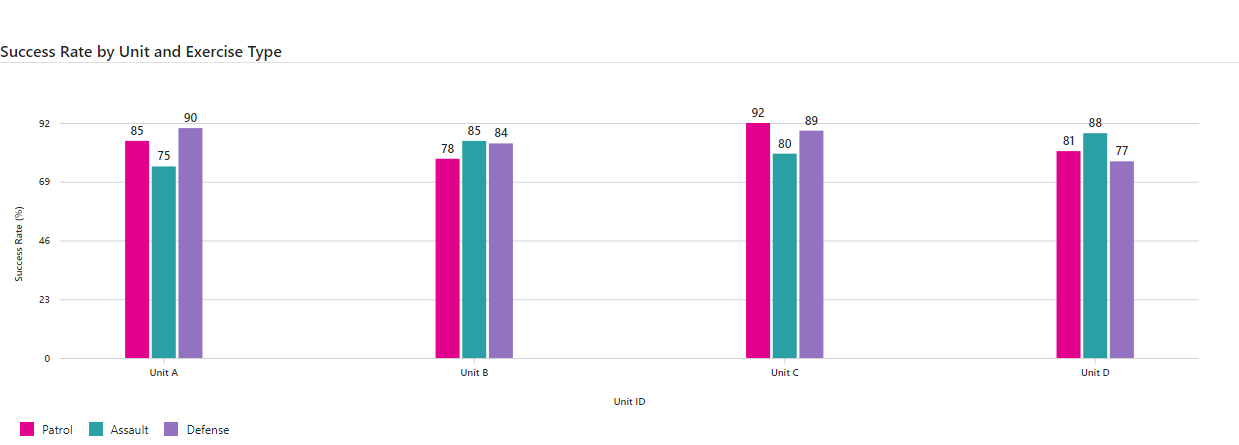 Success Rate by Unit and Exercise Type
Success Rate (%)
92
69
46
23
0
85 75 90
78 85 84
92 80 89
81 88 77
Unit A Unit B Unit C Unit D
Unit ID
Patrol Assault Defense